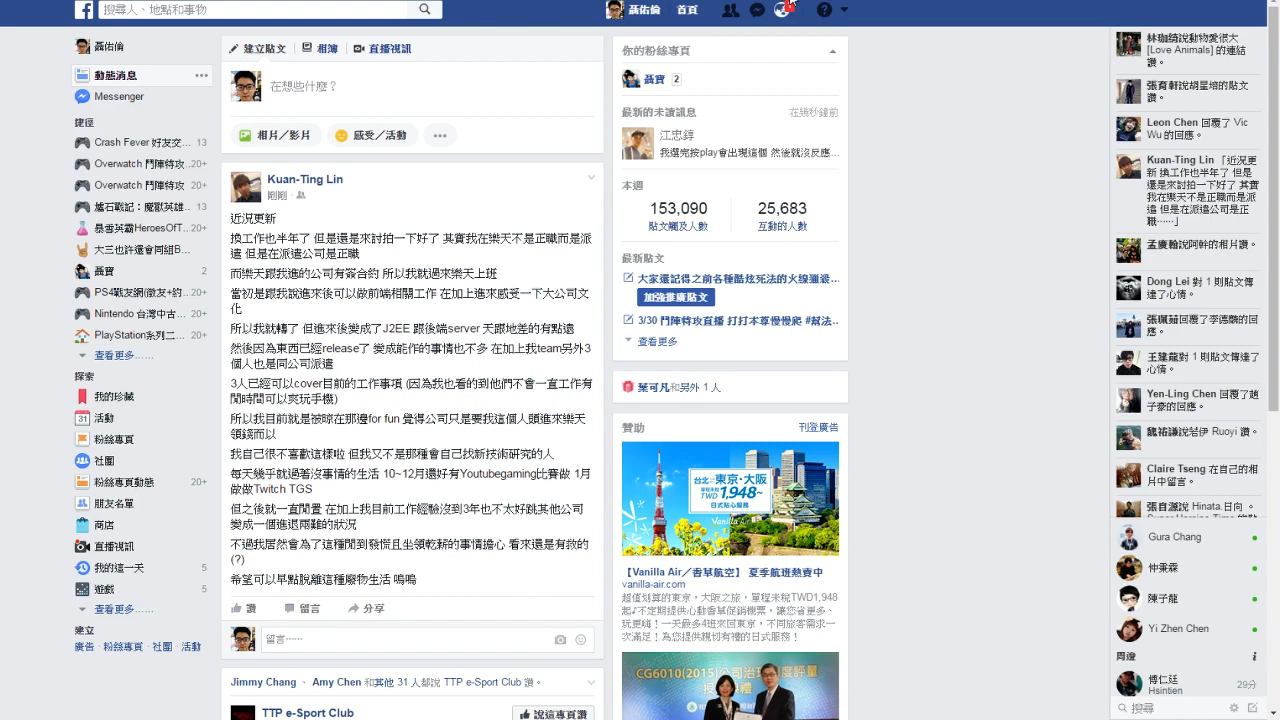 搜尋人、地點和事物
聶佑倫
首頁
聶佑倫
動態消息
Messenger
捷徑
Crash Fever 好友交... 13
Overwatch 鬥陣特攻... 20+
Overwatch 鬥陣特攻 20+
爐石戰記：魔獸英雄... 13
暴雪英霸HeroesOfT...
大三也許還會同組B...
聶寶 2
PS4戰友網(徵友+約... 20+
Nintendo 台灣中古... 20+
PlayStation系列二... 20+
查看更多……
探索
我的珍藏
31 活動
粉絲專頁
社團
粉絲專頁動態 20+
朋友名單
商店
直播視訊
我的這一天 5
遊戲 5
查看更多……
建立
廣告 · 粉絲專頁 · 社團 · 活動
建立貼文
相簿
直播視訊
在想些什麼？
相片／影片
感受／活動
Kuan-Ting Lin
剛剛 ·
近況更新
換工作也半年了 但是還是來討拍一下好了 其實我在樂天不是正職而是派
遣 但是在派遣公司是正職
而樂天跟我進的公司有簽合約 所以我就過來樂天上班
當初是跟我說進來後可以做前端相關工作 在加上進來感受一下大公司文
化
所以我就轉了 但進來後變成了J2EE 跟後端server 天跟地差的有點遠
然後因為東西已經release了 變成能作的事情也不多 在加上我team另外3
個人也是同公司派遣
3人已經可以cover目前的工作事項 (因為我也看的到他們不會一直工作有
閒時間可以爽玩手機)
所以我目前就是被晾在那邊for fun 覺得公司只是要我這個人頭進來樂天
領錢而以
我自己很不喜歡這樣啦 但我又不是那種會自己找新技術研究的人
每天幾乎就過著沒事情的生活 10~12月還好有Youtubegaming比賽做 1月
做做Twitch TGS
但之後就一直閒置 在加上我目前工作經驗沒到3年也不太好跳其他公司
變成一個進退兩難的狀況
不過我居然會為了這種閒到發慌且坐領乾薪的事情擔心 看來還是有救的
(?)
希望可以早點脫離這種廢物生活 嗚嗚
讚 留言 分享
留言……
Jimmy Chang、Amy Chen 和其他 31 人都說 TTP e-Sport Club 讚。
TTP e-Sport Club
說這專頁讚
你的粉絲專頁
聶寶 2
最新的未讀訊息 在幾秒鐘前
江忠錞
我選完按play會出現這個 然後就沒反應...
本週
153,090 25,683
貼文觸及人數 互動的人數
最新貼文
大家還記得之前各種酷炫死法的火線獵殺...
加強推廣貼文
3/30 鬥陣特攻直播 打打本尊慢慢爬 #幫法...
查看更多
葉可凡和另外 1 人
贊助 刊登廣告
台北 東京·大阪
單程未稅
TWD 1,948~
日式貼心服務
Vanilla Air
【Vanilla Air／香草航空】 夏季航班熱賣中
vanilla-air.com
超值划算的東京，大阪之旅，單程未稅TWD1,948
起♪不定期提供心動香草促銷機票，讓您省更多、
玩更嗨！一天最多4班來回東京，不同旅客需求一
次滿足！為您提供親切有禮的日式服務！
CG6010(2015)公司治理制度評量
授證典禮
林珈綺說動物愛很大
[Love Animals] 的連結
讚。
張育軒說胡星培的貼文
讚。
Leon Chen 回覆了 Vic
Wu 的回應。
Kuan-Ting Lin 「近況更
新 換工作也半年了 但是
還是來討拍一下好了 其實
我在樂天不是正職而是派
遣 但是在派遣公司是正
職……」
孟廣翰說阿幹的相片讚。
Dong Lei 對 1 則貼文傳
達了心情。
張珮茹回覆了李昭緯的回
應。
王建龍對 1 則貼文傳達了
心情。
Yen-Ling Chen 回覆了趙
子豪的回應。
魏祐謙說若伊 Ruoyi 讚。
Claire Tseng 在自己的相
片中留言。
張自源說 Hinata.日向 。
Gura Chang
仲棠霖
陳子龍
Yi Zhen Chen
周澄
傅仁廷 29分
Hsintien
搜尋